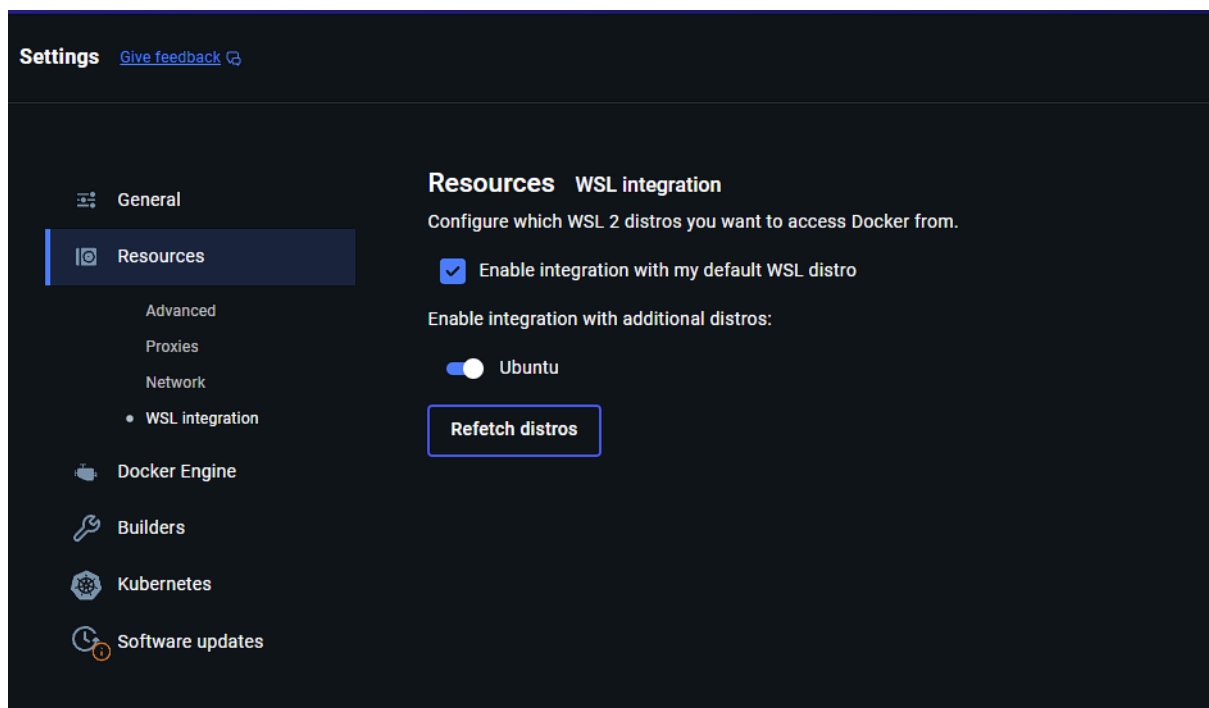 Settings Give feedback
General
Resources
Advanced
Proxies
Network
WSL integration
Docker Engine
Builders
Kubernetes
Software updates
Resources WSL integration
Configure which WSL 2 distros you want to access Docker from.
Enable integration with my default WSL distro
Enable integration with additional distros:
Ubuntu
Refetch distros